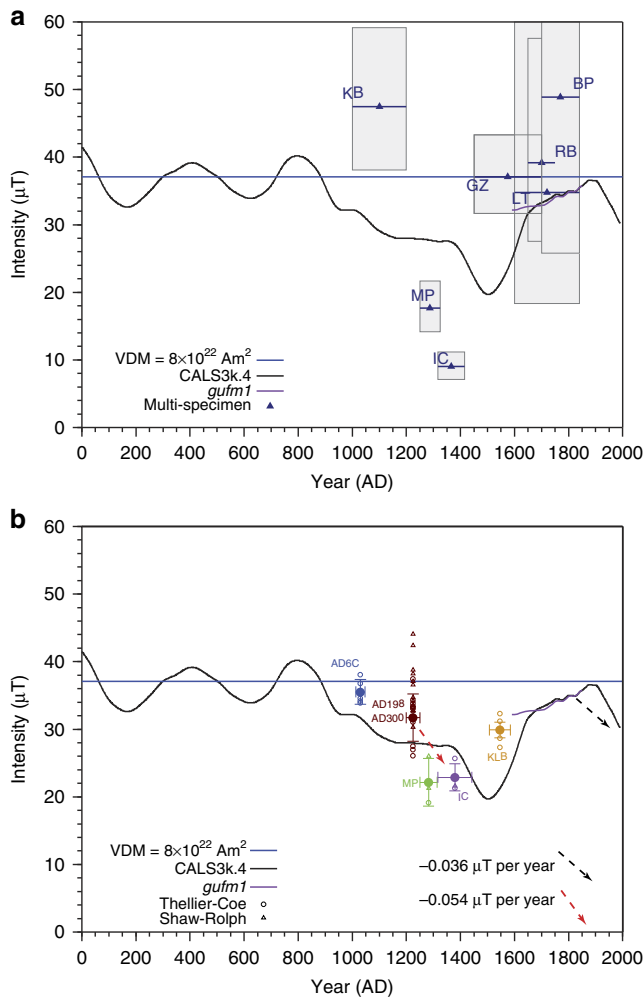 a
60
50
40
30
20
10
0
Intensity (μT)
KB
BP
RB
GZ
LT
MP
IC
VDM = 8×10²² Am²
CALS3k.4
gufm1
Multi-specimen
0 200 400 600 800 1000 1200 1400 1600 1800 2000
Year (AD)
b
60
50
40
30
20
10
0
Intensity (μT)
AD6C
AD198
AD300
KLB
MP
IC
VDM = 8×10²² Am²
CALS3k.4
gufm1
Thellier-Coe
Shaw-Rolph
−0.036 μT per year
−0.054 μT per year
0 200 400 600 800 1000 1200 1400 1600 1800 2000
Year (AD)